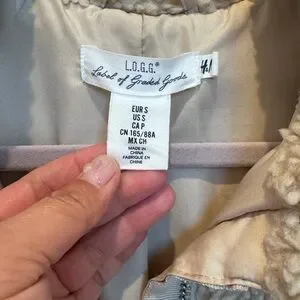 L.O.G.G.®
Label of Graded Goods
H&M
EUR S
US S
CA P
CN 165/88A
MX CH
MADE IN
CHINA
FABRIQUÉ EN
CHINE